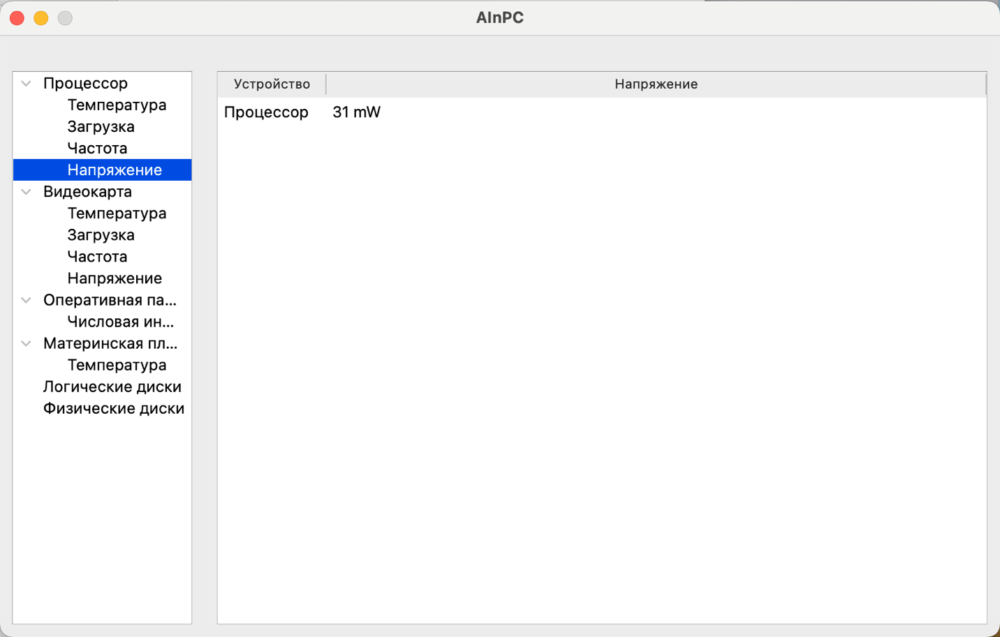 AInPC
Процессор
Температура
Загрузка
Частота
Напряжение
Видеокарта
Температура
Загрузка
Частота
Напряжение
Оперативная па...
Числовая ин...
Материнская пл...
Температура
Логические диски
Физические диски
Устройство Напряжение
Процессор 31 mW